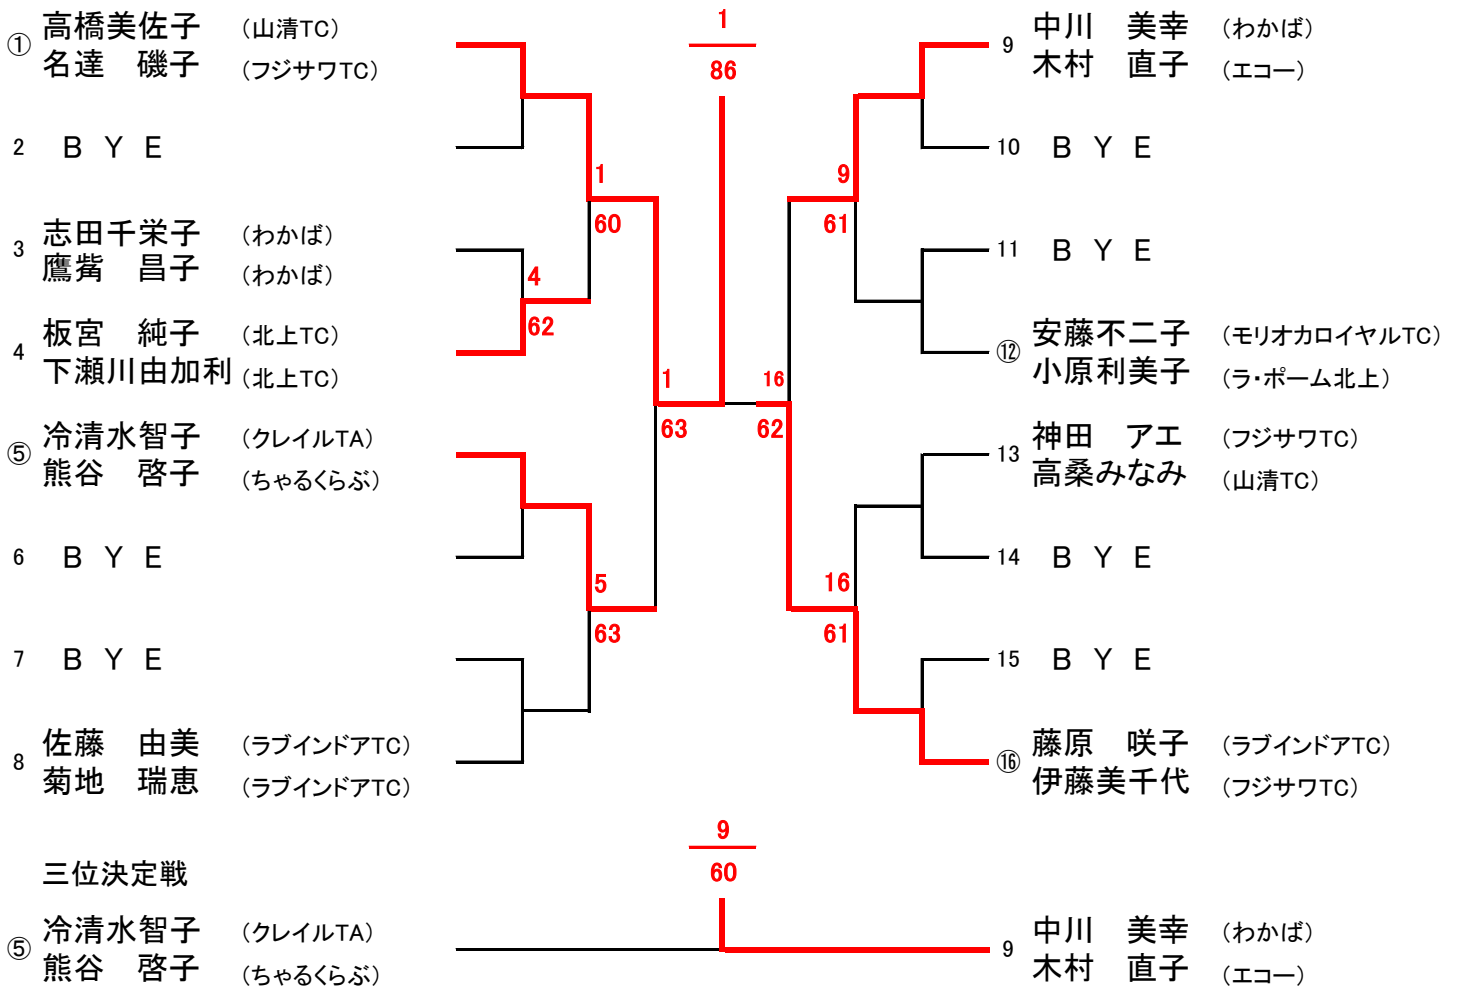 ① 高橋美佐子 （山清TC）
名達　磯子 （フジサワTC）
2 ＢＹＥ
3 志田千栄子 （わかば）
鷹觜　昌子 （わかば）
4 板宮　純子 （北上TC）
下瀬川由加利 （北上TC）
⑤ 冷清水智子 （クレイルTA）
熊谷　啓子 （ちゃるくらぶ）
6 ＢＹＥ
7 ＢＹＥ
8 佐藤　由美 （ラブインドアTC）
菊地　瑞恵 （ラブインドアTC）
4
62
1
60
5
63
1
63
1
86
16
62
9
61
16
61
9 中川　美幸 （わかば）
木村　直子 （エコー）
10 ＢＹＥ
11 ＢＹＥ
⑫ 安藤不二子 （モリオカロイヤルTC）
小原利美子 （ラ・ポーム北上）
13 神田　アエ （フジサワTC）
高桑みなみ （山清TC）
14 ＢＹＥ
15 ＢＹＥ
⑯ 藤原　咲子 （ラブインドアTC）
伊藤美千代 （フジサワTC）
三位決定戦
⑤ 冷清水智子 （クレイルTA）
熊谷　啓子 （ちゃるくらぶ）
9
60
9 中川　美幸 （わかば）
木村　直子 （エコー）